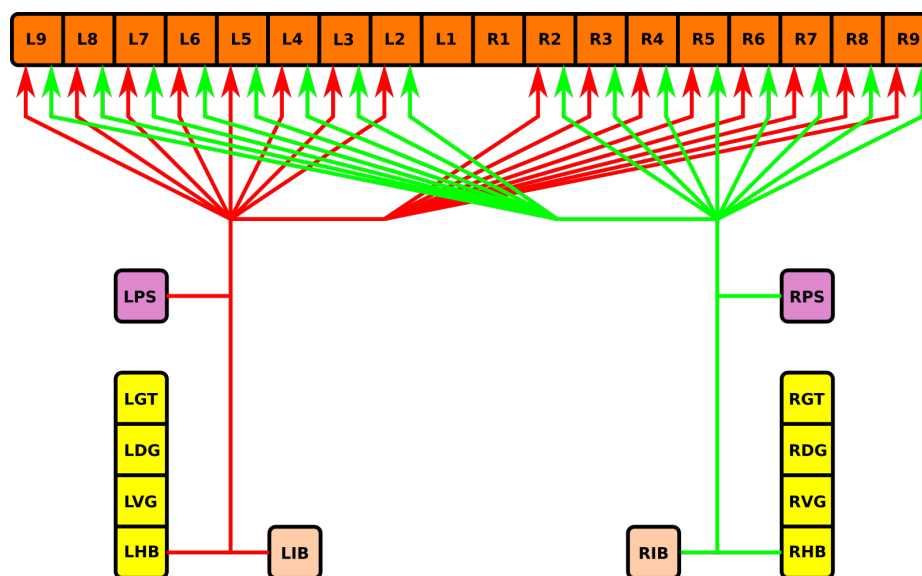 L9 L8 L7 L6 L5 L4 L3 L2 L1 R1 R2 R3 R4 R5 R6 R7 R8 R9
LPS RPS
LGT RGT
LDG RDG
LVG RVG
LHB LIB RIB RHB